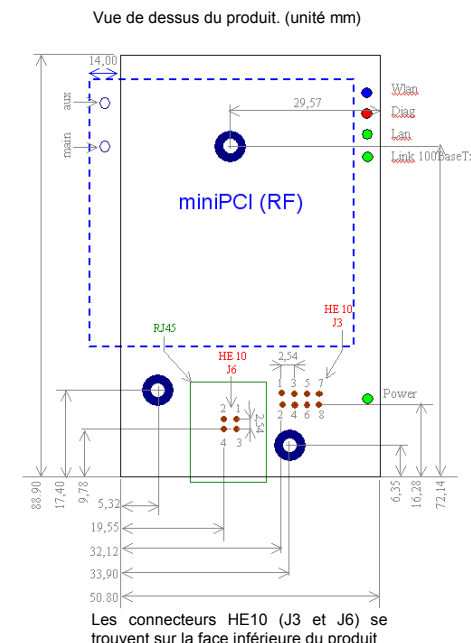 Vue de dessus du produit. (unité mm)
14,00
aux
main
29,57
Wlan
Diag
Lan
Link 100BaseTx
miniPCI (RF)
HE 10
J3
RJ45
HE 10
J6
2,54
1 3 5 7
2 4 6 8
2 1
4 3
2,54
Power
88.90
17,40
9,78
6,35
16,28
72,14
5,32
19,55
32,12
33,90
50.80
Les connecteurs HE10 (J3 et J6) se
trouvent sur la face inférieure du produit